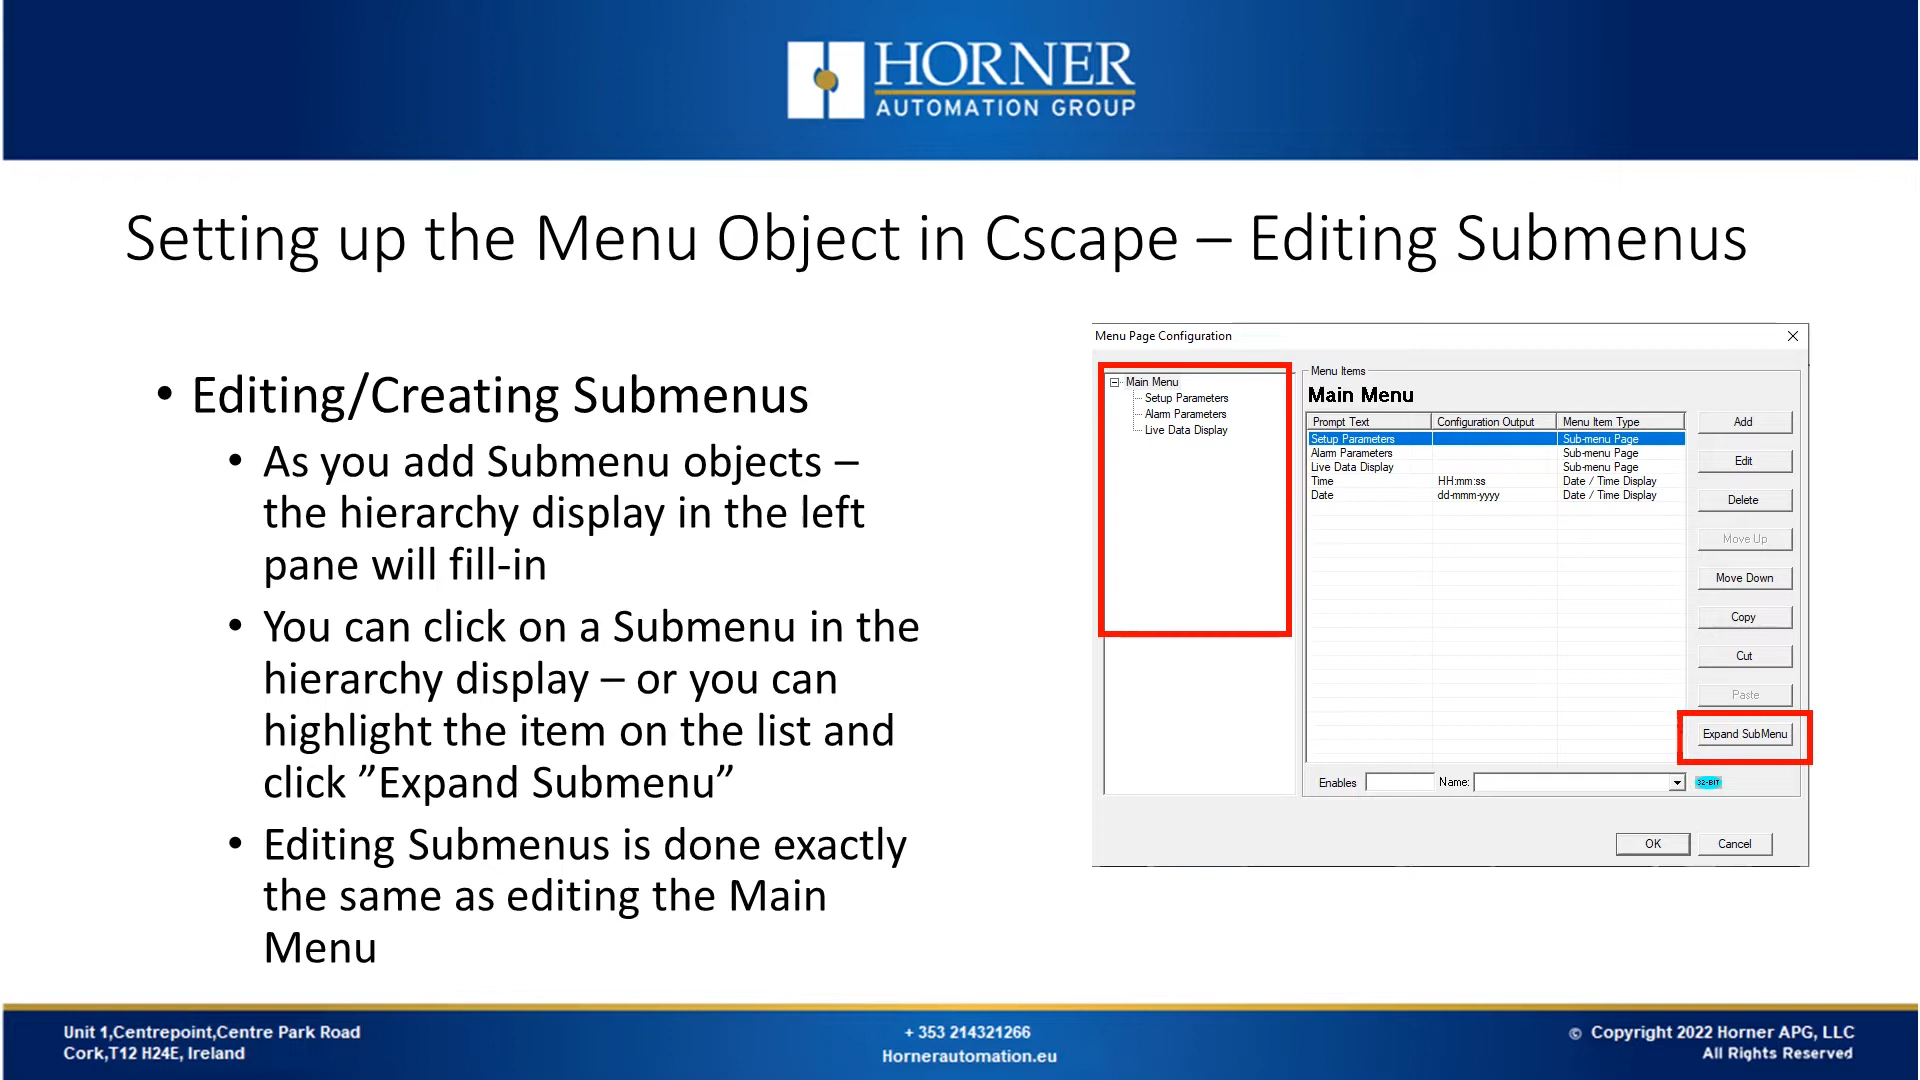 HORNER
AUTOMATION GROUP
Setting up the Menu Object in Cscape – Editing Submenus
• Editing/Creating Submenus
• As you add Submenu objects –
the hierarchy display in the left
pane will fill-in
• You can click on a Submenu in the
hierarchy display – or you can
highlight the item on the list and
click ”Expand Submenu”
• Editing Submenus is done exactly
the same as editing the Main
Menu
Menu Page Configuration
Main Menu
Setup Parameters
Alarm Parameters
Live Data Display
Menu Items
Main Menu
Prompt Text Configuration Output Menu Item Type
Setup Parameters Sub-menu Page
Alarm Parameters Sub-menu Page
Live Data Display Sub-menu Page
Time HH:mm:ss Date / Time Display
Date dd-mmm-yyyy Date / Time Display
Add
Edit
Delete
Move Up
Move Down
Copy
Cut
Paste
Expand SubMenu
Enables Name: 32-BIT
OK Cancel
Unit 1,Centrepoint,Centre Park Road
Cork,T12 H24E, Ireland
+ 353 214321266
Hornerautomation.eu
© Copyright 2022 Horner APG, LLC
All Rights Reserved